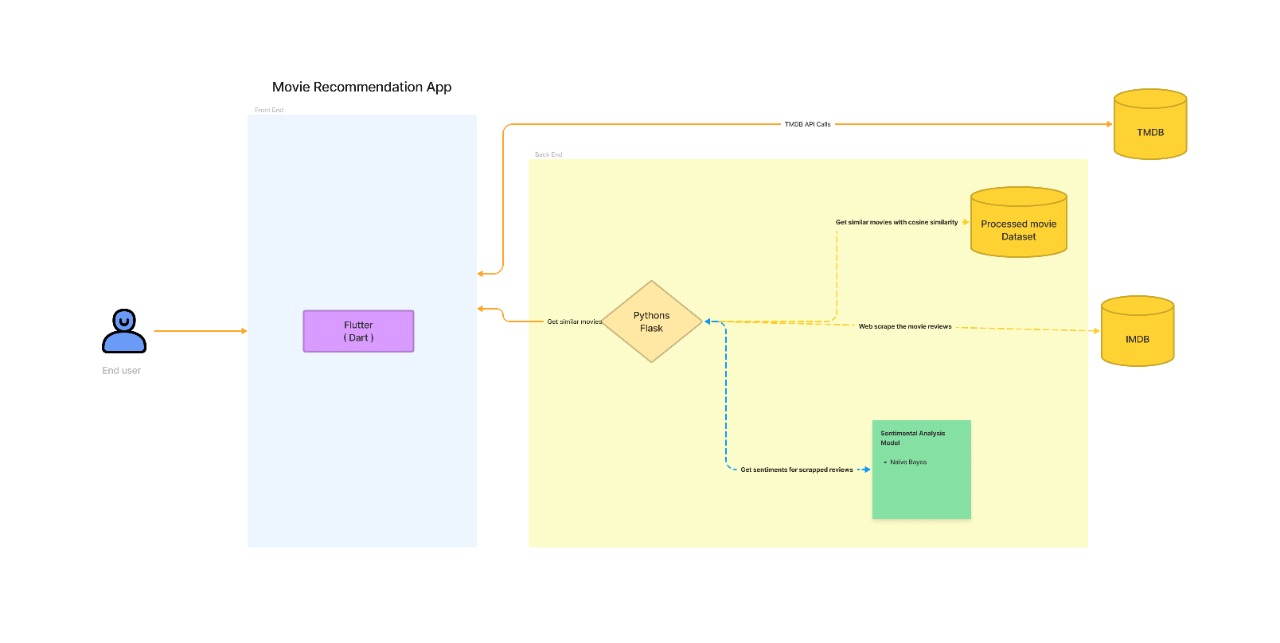 Movie Recommendation App
Front End
TMDB API Calls
TMDB
Back End
Get similar movies with cosine similarity
Processed movie
Dataset
End user
Flutter
( Dart )
Get similar movies
Pythons
Flask
Web scrape the movie reviews
IMDB
Sentimental Analysis
Model
• Naive Bayes
Get sentiments for scrapped reviews